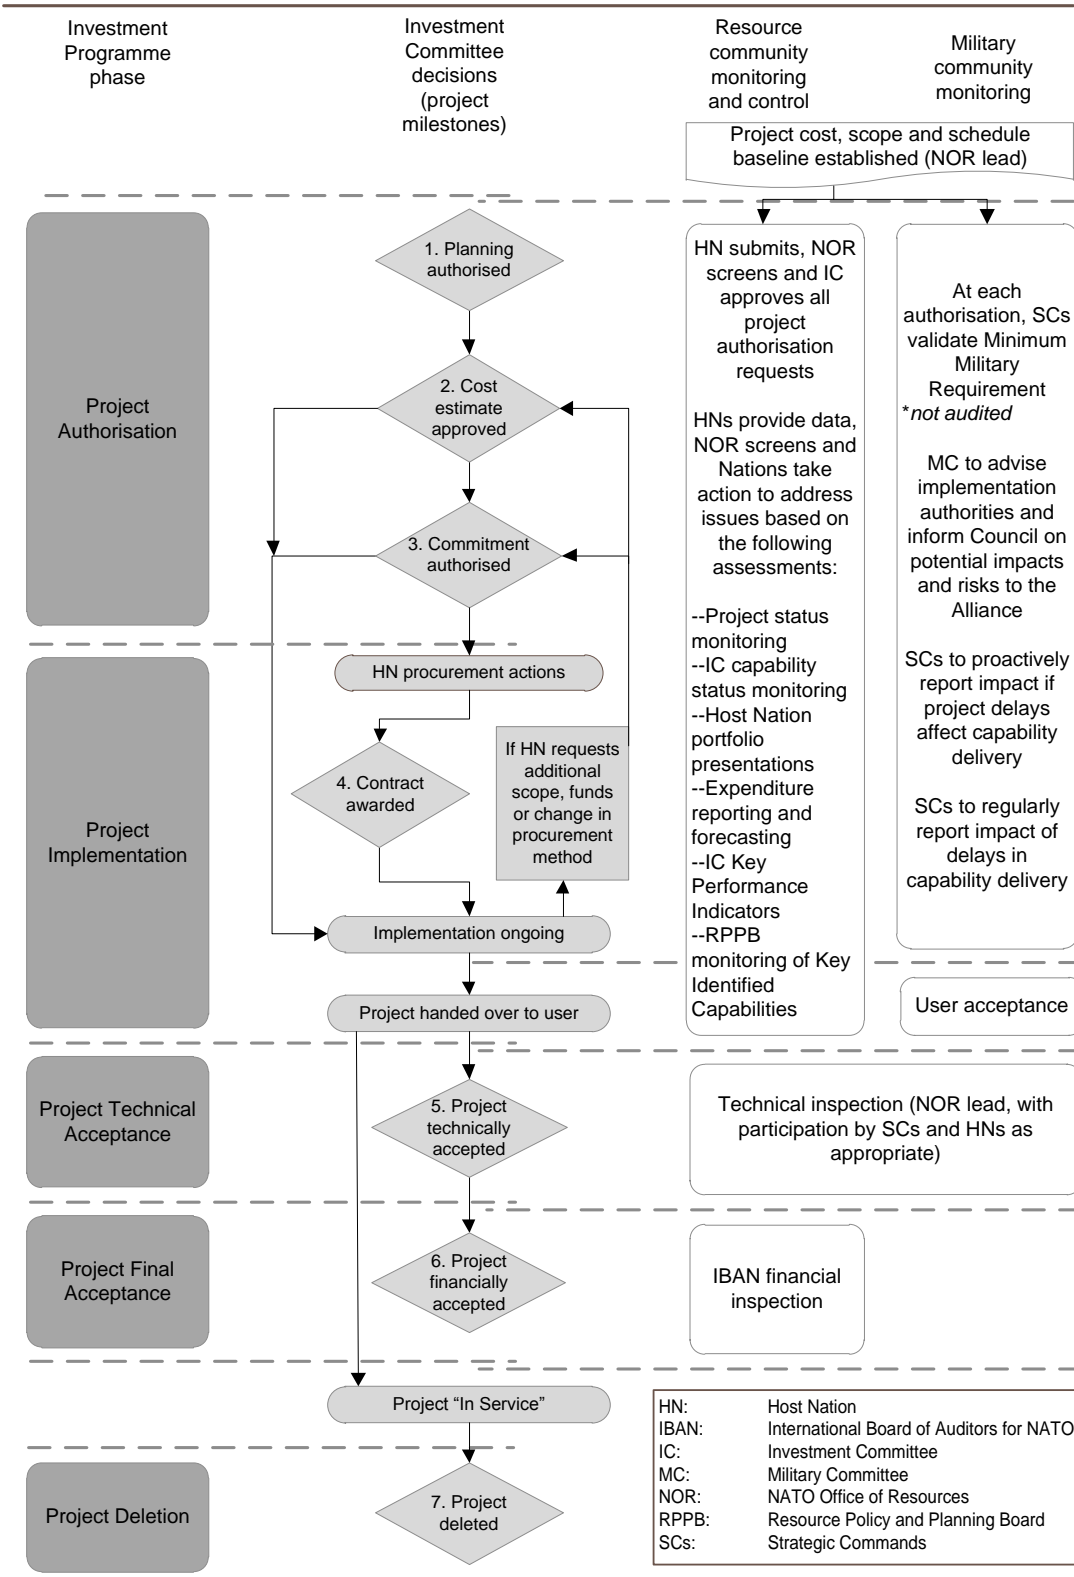 Investment
Programme
phase
Investment
Committee
decisions
(project
milestones)
Resource
community
monitoring
and control
Military
community
monitoring
Project cost, scope and schedule
baseline established (NOR lead)
Project
Authorisation
1. Planning
authorised
2. Cost
estimate
approved
3. Commitment
authorised
HN submits, NOR
screens and IC
approves all
project
authorisation
requests
HNs provide data,
NOR screens and
Nations take
action to address
issues based on
the following
assessments:
--Project status
monitoring
--IC capability
status monitoring
--Host Nation
portfolio
presentations
--Expenditure
reporting and
forecasting
--IC Key
Performance
Indicators
--RPPB
monitoring of Key
Identified
Capabilities
At each
authorisation, SCs
validate Minimum
Military
Requirement
*not audited
MC to advise
implementation
authorities and
inform Council on
potential impacts
and risks to the
Alliance
SCs to proactively
report impact if
project delays
affect capability
delivery
SCs to regularly
report impact of
delays in
capability delivery
Project
Implementation
HN procurement actions
4. Contract
awarded
If HN requests
additional
scope, funds
or change in
procurement
method
Implementation ongoing
Project handed over to user
User acceptance
Project Technical
Acceptance
5. Project
technically
accepted
Technical inspection (NOR lead, with
participation by SCs and HNs as
appropriate)
Project Final
Acceptance
6. Project
financially
accepted
IBAN financial
inspection
Project “In Service”
Project Deletion
7. Project
deleted
HN: Host Nation
IBAN: International Board of Auditors for NATO
IC: Investment Committee
MC: Military Committee
NOR: NATO Office of Resources
RPPB: Resource Policy and Planning Board
SCs: Strategic Commands